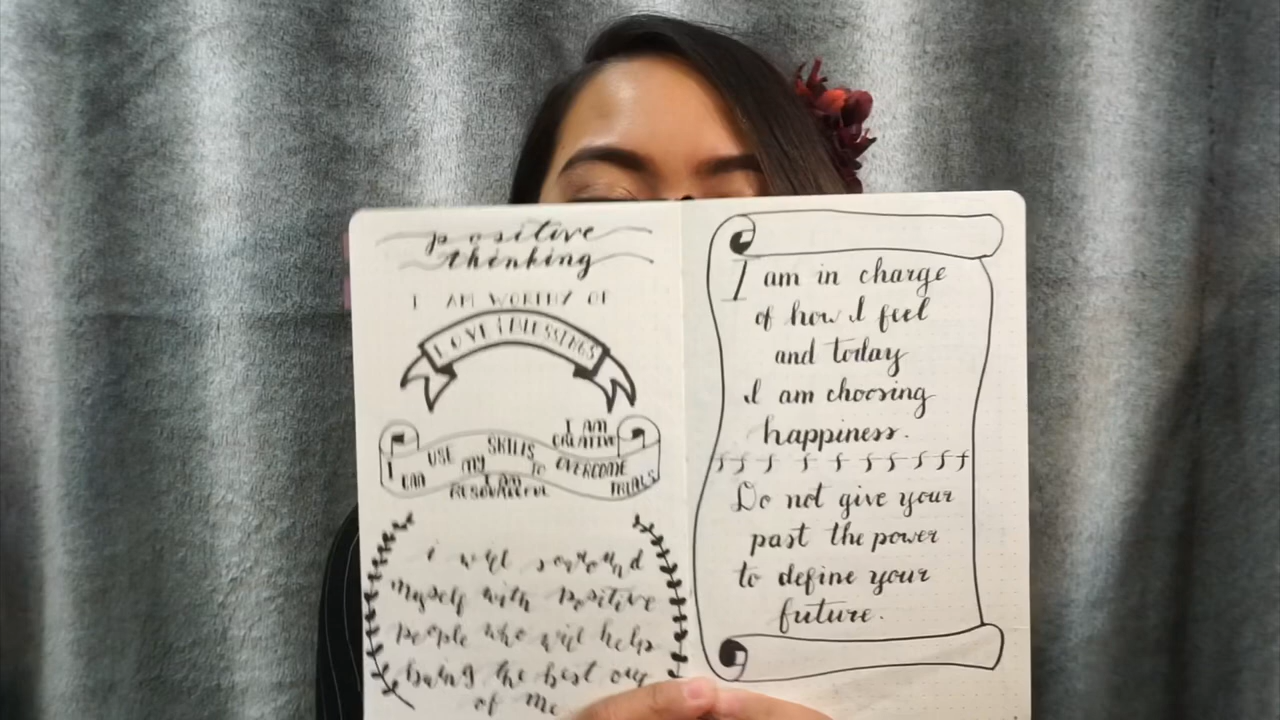 positive
thinking
I AM WORTHY OF
LOVE & BLESSINGS
I AM
CREATIVE
I CAN USE MY SKILLS TO OVERCOME TRIALS
I AM
RESOURCEFUL
I will surround
myself with positive
people who will help
bring the best out
of me
I am in charge
of how I feel
and today
I am choosing
happiness.
Do not give your
past the power
to define your
future.